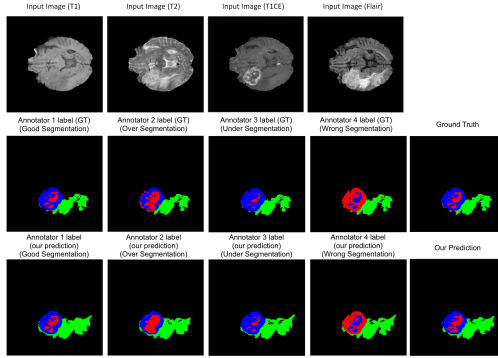 Input Image (T1) Input Image (T2) Input Image (T1CE) Input Image (Flair)
Annotator 1 label (GT) Annotator 2 label (GT) Annotator 3 label (GT) Annotator 4 label (GT) Ground Truth
(Good Segmentation) (Over Segmentation) (Under Segmentation) (Wrong Segmentation)
Annotator 1 label Annotator 2 label Annotator 3 label Annotator 4 label
(our prediction) (our prediction) (our prediction) (our prediction) Our Prediction
(Good Segmentation) (Over Segmentation) (Under Segmentation) (Wrong Segmentation)